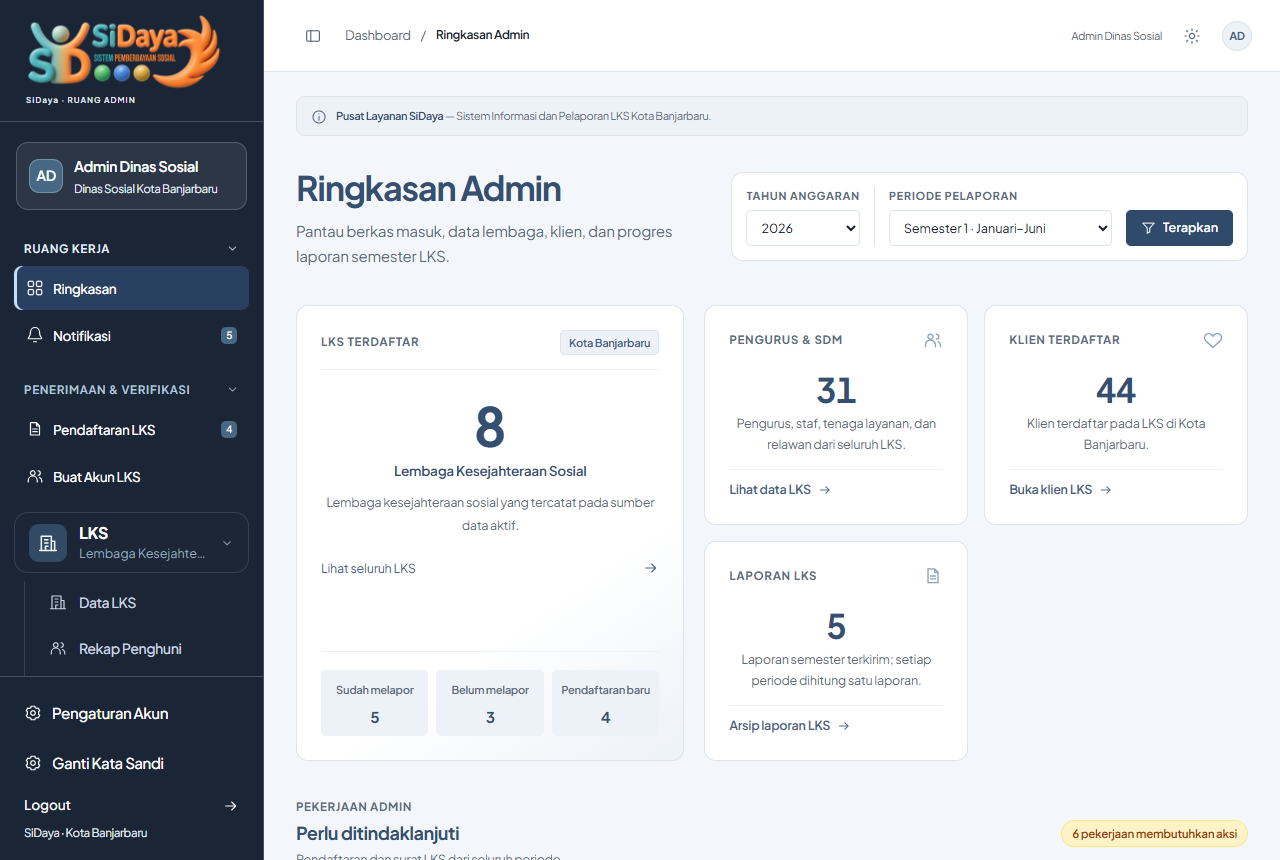 SiDaya
SISTEM PEMBERDAYAAN SOSIAL
SD
SiDaya · RUANG ADMIN
AD
Admin Dinas Sosial
Dinas Sosial Kota Banjarbaru
RUANG KERJA
Ringkasan
Notifikasi 5
PENERIMAAN & VERIFIKASI
Pendaftaran LKS 4
Buat Akun LKS
LKS
Lembaga Kesejahte...
Data LKS
Rekap Penghuni
Pengaturan Akun
Ganti Kata Sandi
Logout →
SiDaya · Kota Banjarbaru
Dashboard / Ringkasan Admin
Admin Dinas Sosial AD
Pusat Layanan SiDaya — Sistem Informasi dan Pelaporan LKS Kota Banjarbaru.
Ringkasan Admin
Pantau berkas masuk, data lembaga, klien, dan progres
laporan semester LKS.
TAHUN ANGGARAN
2026
PERIODE PELAPORAN
Semester 1 · Januari–Juni
Terapkan
LKS TERDAFTAR Kota Banjarbaru
8
Lembaga Kesejahteraan Sosial
Lembaga kesejahteraan sosial yang tercatat pada sumber
data aktif.
Lihat seluruh LKS →
Sudah melapor
5
Belum melapor
3
Pendaftaran baru
4
PENGURUS & SDM
31
Pengurus, staf, tenaga layanan, dan
relawan dari seluruh LKS.
Lihat data LKS →
KLIEN TERDAFTAR
44
Klien terdaftar pada LKS di Kota
Banjarbaru.
Buka klien LKS →
LAPORAN LKS
5
Laporan semester terkirim; setiap
periode dihitung satu laporan.
Arsip laporan LKS →
PEKERJAAN ADMIN
Perlu ditindaklanjuti
6 pekerjaan membutuhkan aksi
Pendaftaran dan surat LKS dari seluruh periode.